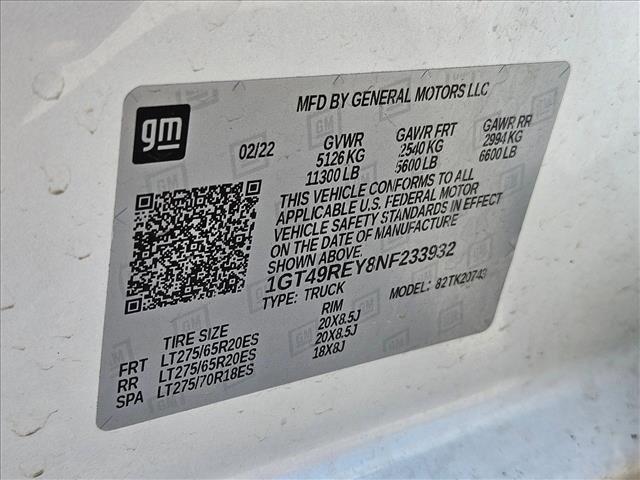 gm
MFD BY GENERAL MOTORS LLC
02/22
GVWR
5126 KG
11300 LB
GAWR FRT
2540 KG
5600 LB
GAWR RR
2994 KG
6600 LB
THIS VEHICLE CONFORMS TO ALL
APPLICABLE U.S. FEDERAL MOTOR
VEHICLE SAFETY STANDARDS IN EFFECT
ON THE DATE OF MANUFACTURE
SHOWN ABOVE.
1GT49REY8NF233932
TYPE: TRUCK
MODEL: 82TK20743
TIRE SIZE RIM
FRT LT275/65R20ES 20X8.5J
RR LT275/65R20ES 20X8.5J
SPA LT275/70R18ES 18X8J